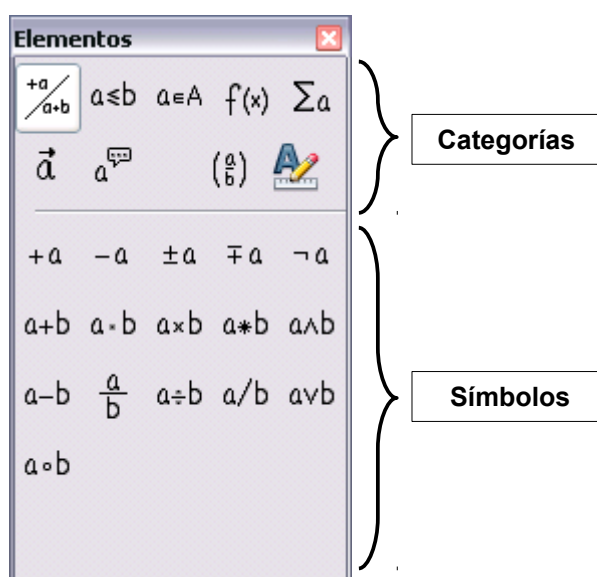 Elementos
+a/a+b a≤b a∈A f(x) Σa
Categorías
a⃗ a (a/b) A
+a −a ±a ∓a ¬a
a+b a·b a×b a*b a∧b
a−b a/b a÷b a/b a∨b
Símbolos
a∘b